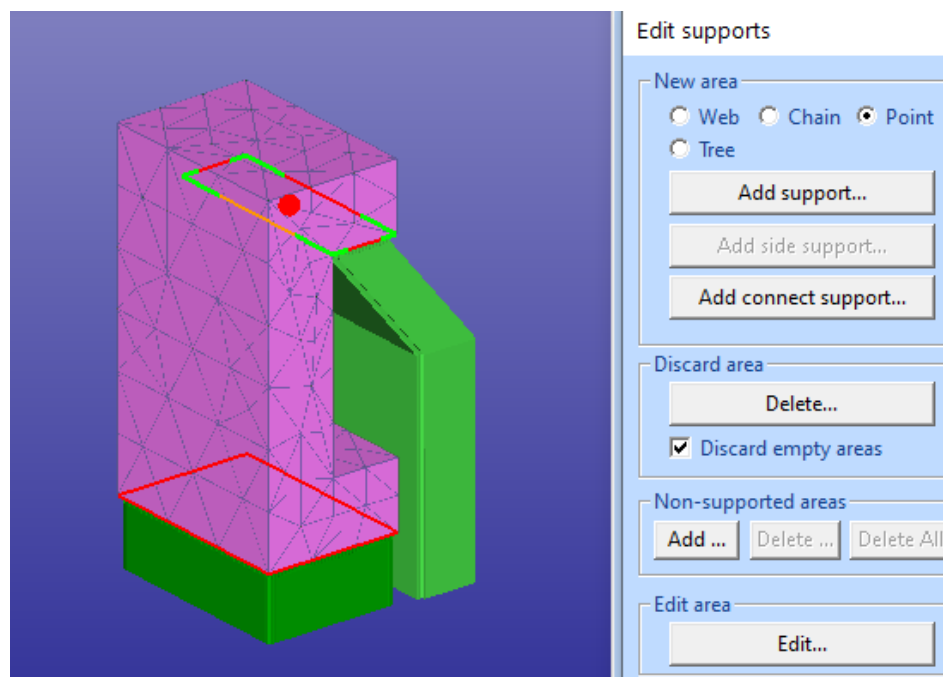 Edit supports
New area
Web Chain Point
Tree
Add support...
Add side support...
Add connect support...
Discard area
Delete...
Discard empty areas
Non-supported areas
Add ... Delete ... Delete All
Edit area
Edit...